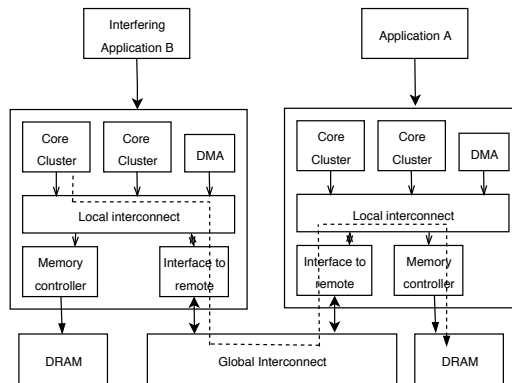 Interfering
Application B
Application A
Core
Cluster
Core
Cluster
DMA
Core
Cluster
Core
Cluster
DMA
Local interconnect
Local interconnect
Memory
controller
Interface to
remote
Interface to
remote
Memory
controller
DRAM
Global Interconnect
DRAM